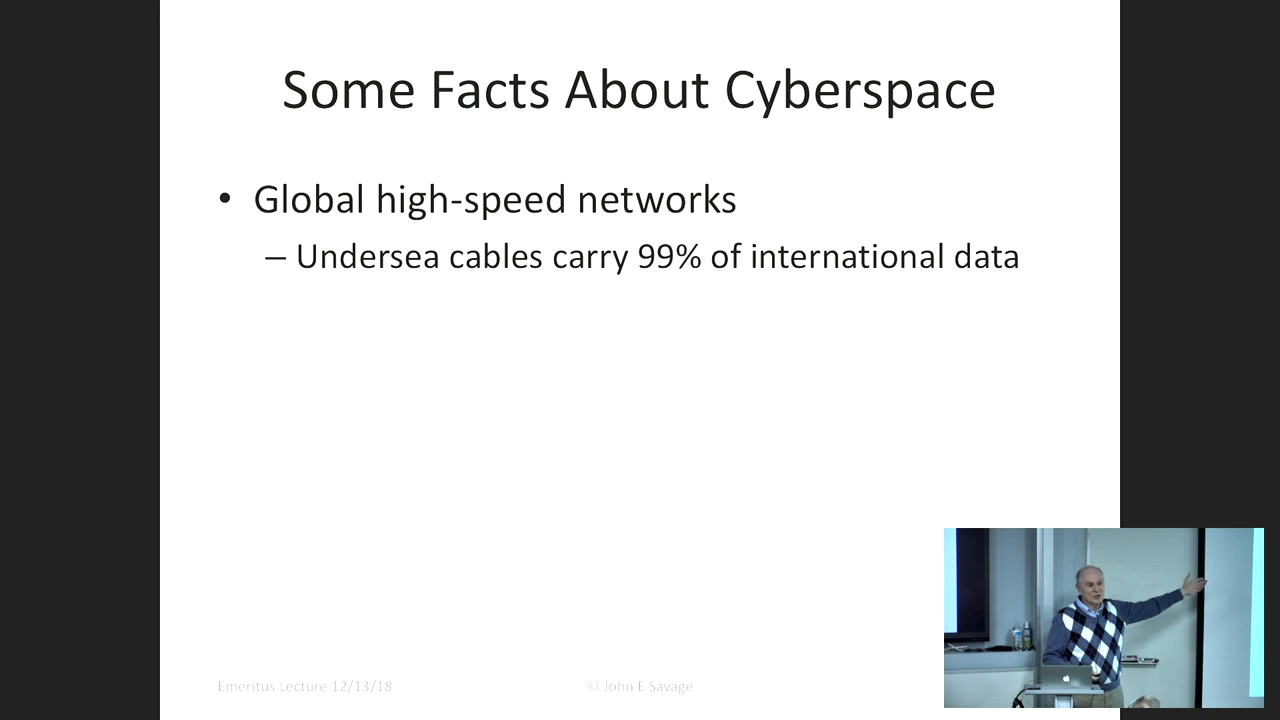 Some Facts About Cyberspace
• Global high-speed networks
– Undersea cables carry 99% of international data
Emeritus Lecture 12/13/18
© John E Savage